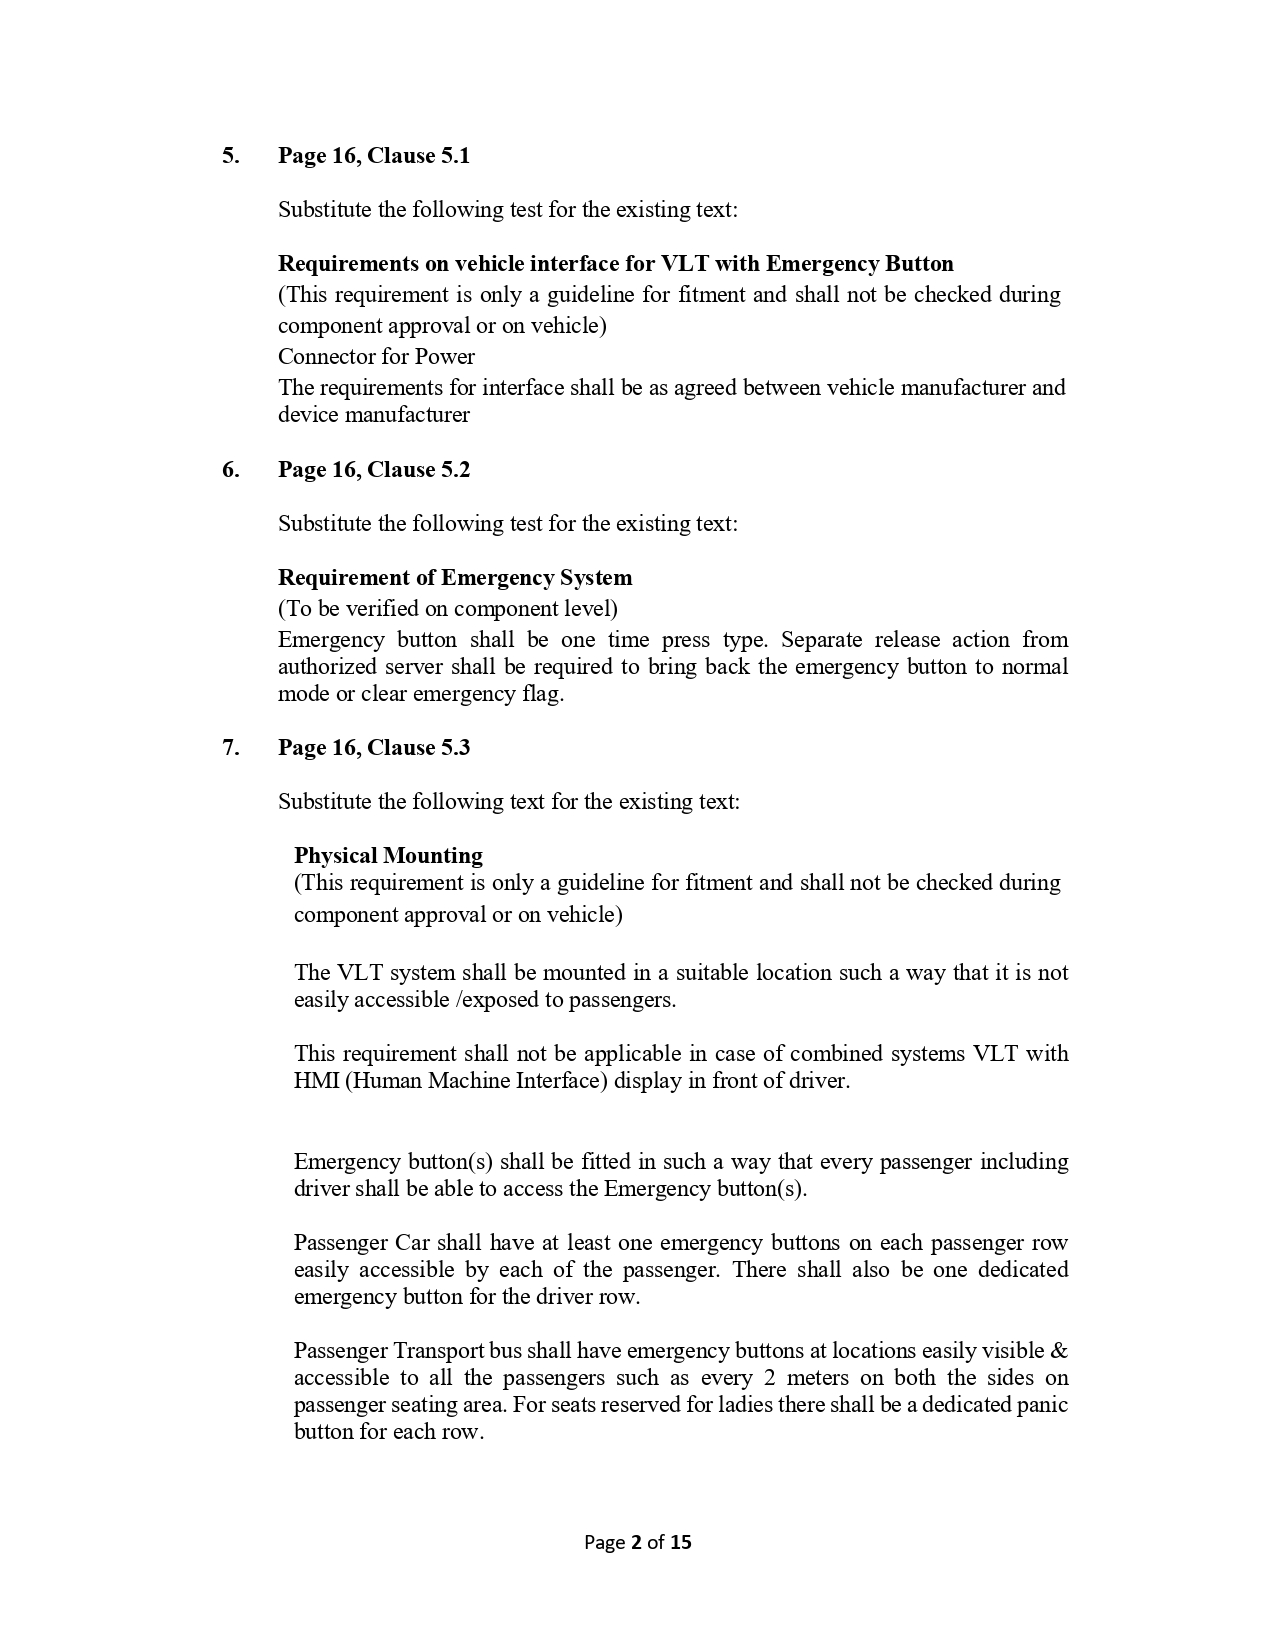 5. Page 16, Clause 5.1
Substitute the following test for the existing text:
Requirements on vehicle interface for VLT with Emergency Button
(This requirement is only a guideline for fitment and shall not be checked during
component approval or on vehicle)
Connector for Power
The requirements for interface shall be as agreed between vehicle manufacturer and
device manufacturer
6. Page 16, Clause 5.2
Substitute the following test for the existing text:
Requirement of Emergency System
(To be verified on component level)
Emergency button shall be one time press type. Separate release action from
authorized server shall be required to bring back the emergency button to normal
mode or clear emergency flag.
7. Page 16, Clause 5.3
Substitute the following text for the existing text:
Physical Mounting
(This requirement is only a guideline for fitment and shall not be checked during
component approval or on vehicle)
The VLT system shall be mounted in a suitable location such a way that it is not
easily accessible /exposed to passengers.
This requirement shall not be applicable in case of combined systems VLT with
HMI (Human Machine Interface) display in front of driver.
Emergency button(s) shall be fitted in such a way that every passenger including
driver shall be able to access the Emergency button(s).
Passenger Car shall have at least one emergency buttons on each passenger row
easily accessible by each of the passenger. There shall also be one dedicated
emergency button for the driver row.
Passenger Transport bus shall have emergency buttons at locations easily visible &
accessible to all the passengers such as every 2 meters on both the sides on
passenger seating area. For seats reserved for ladies there shall be a dedicated panic
button for each row.
Page 2 of 15